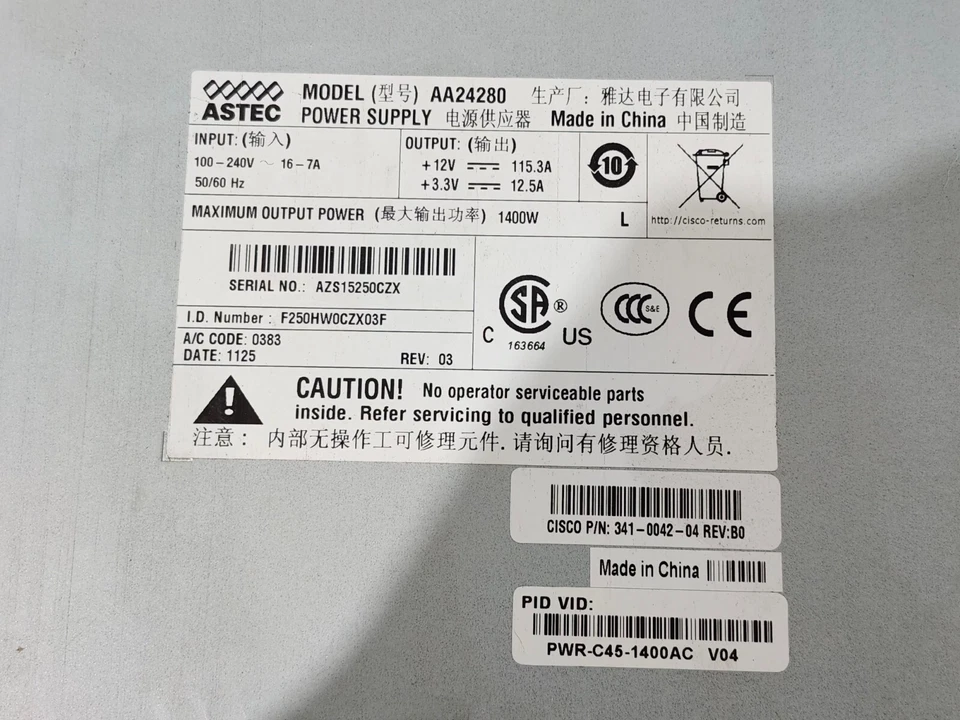 ASTEC
MODEL (型号) AA24280 生产厂: 雅达电子有限公司
POWER SUPPLY 电源供应器 Made in China 中国制造
INPUT: (输入)
100-240V ~ 16-7A
50/60 Hz
OUTPUT: (输出)
+12V 115.3A
+3.3V 12.5A
10
http://cisco-returns.com
MAXIMUM OUTPUT POWER (最大输出功率) 1400W L
SERIAL NO.: AZS15250CZX
I.D. Number : F250HW0CZX03F
A/C CODE: 0383
DATE: 1125 REV: 03
C SA ® US
163664
CCC S&E
CE
CAUTION! No operator serviceable parts
inside. Refer servicing to qualified personnel.
注意: 内部无操作工可修理元件. 请询问有修理资格人员.
CISCO P/N: 341-0042-04 REV:B0
Made in China
PID VID:
PWR-C45-1400AC V04